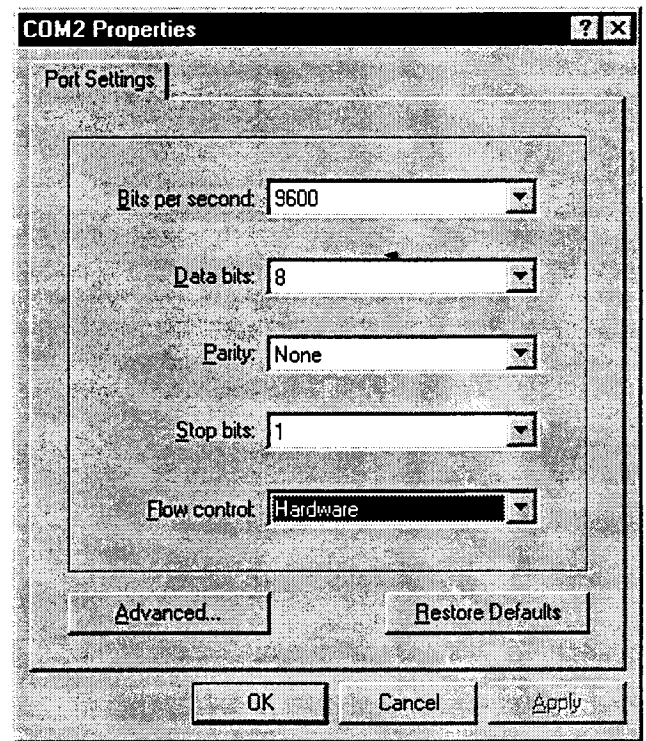 COM2 Properties
Port Settings
Bits per second: 9600
Data bits: 8
Parity: None
Stop bits: 1
Flow control: Hardware
Advanced... Restore Defaults
OK Cancel Apply